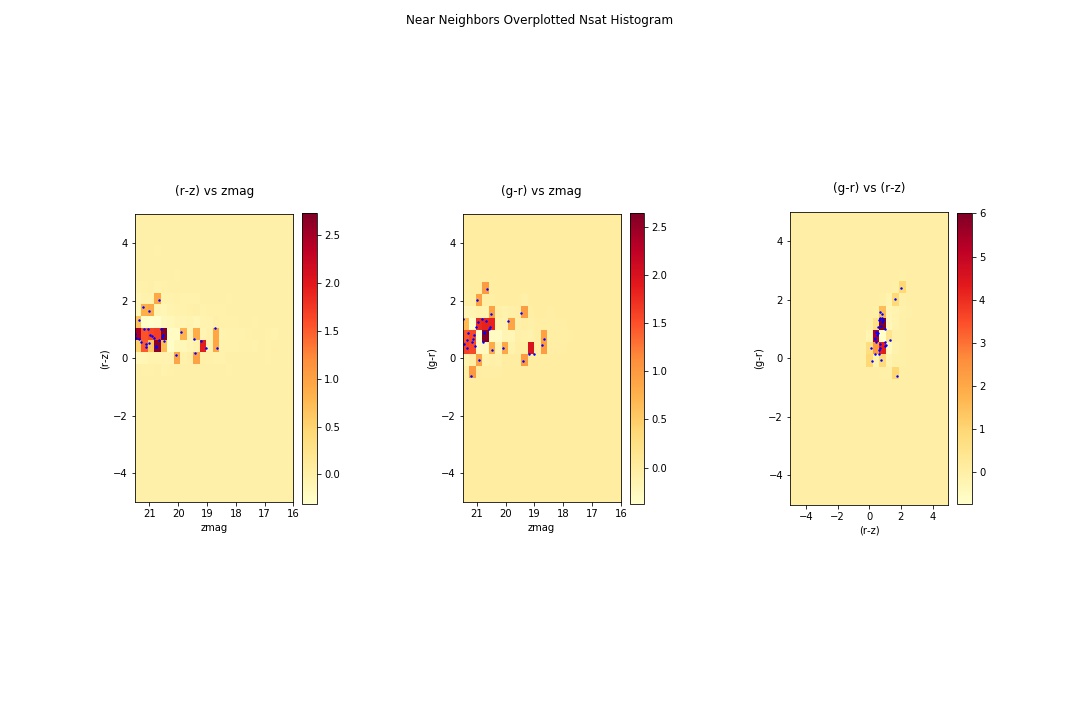 Near Neighbors Overplotted Nsat Histogram
(r-z) vs zmag
4
2
0
−2
−4
(r-z)
21 20 19 18 17 16
zmag
2.5
2.0
1.5
1.0
0.5
0.0
(g-r) vs zmag
4
2
0
−2
−4
(g-r)
21 20 19 18 17 16
zmag
2.5
2.0
1.5
1.0
0.5
0.0
(g-r) vs (r-z)
4
2
0
−2
−4
(g-r)
−4 −2 0 2 4
(r-z)
6
5
4
3
2
1
0